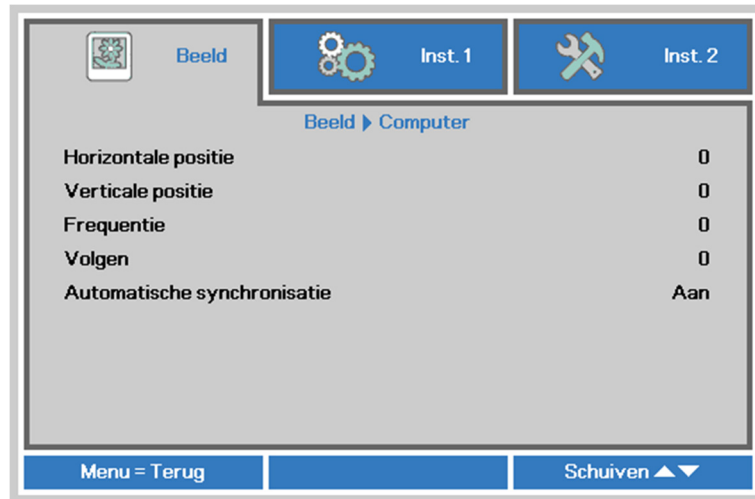 Beeld Inst. 1 Inst. 2
Beeld Computer
Horizontale positie 0
Verticale positie 0
Frequentie 0
Volgen 0
Automatische synchronisatie Aan
Menu = Terug Schuiven